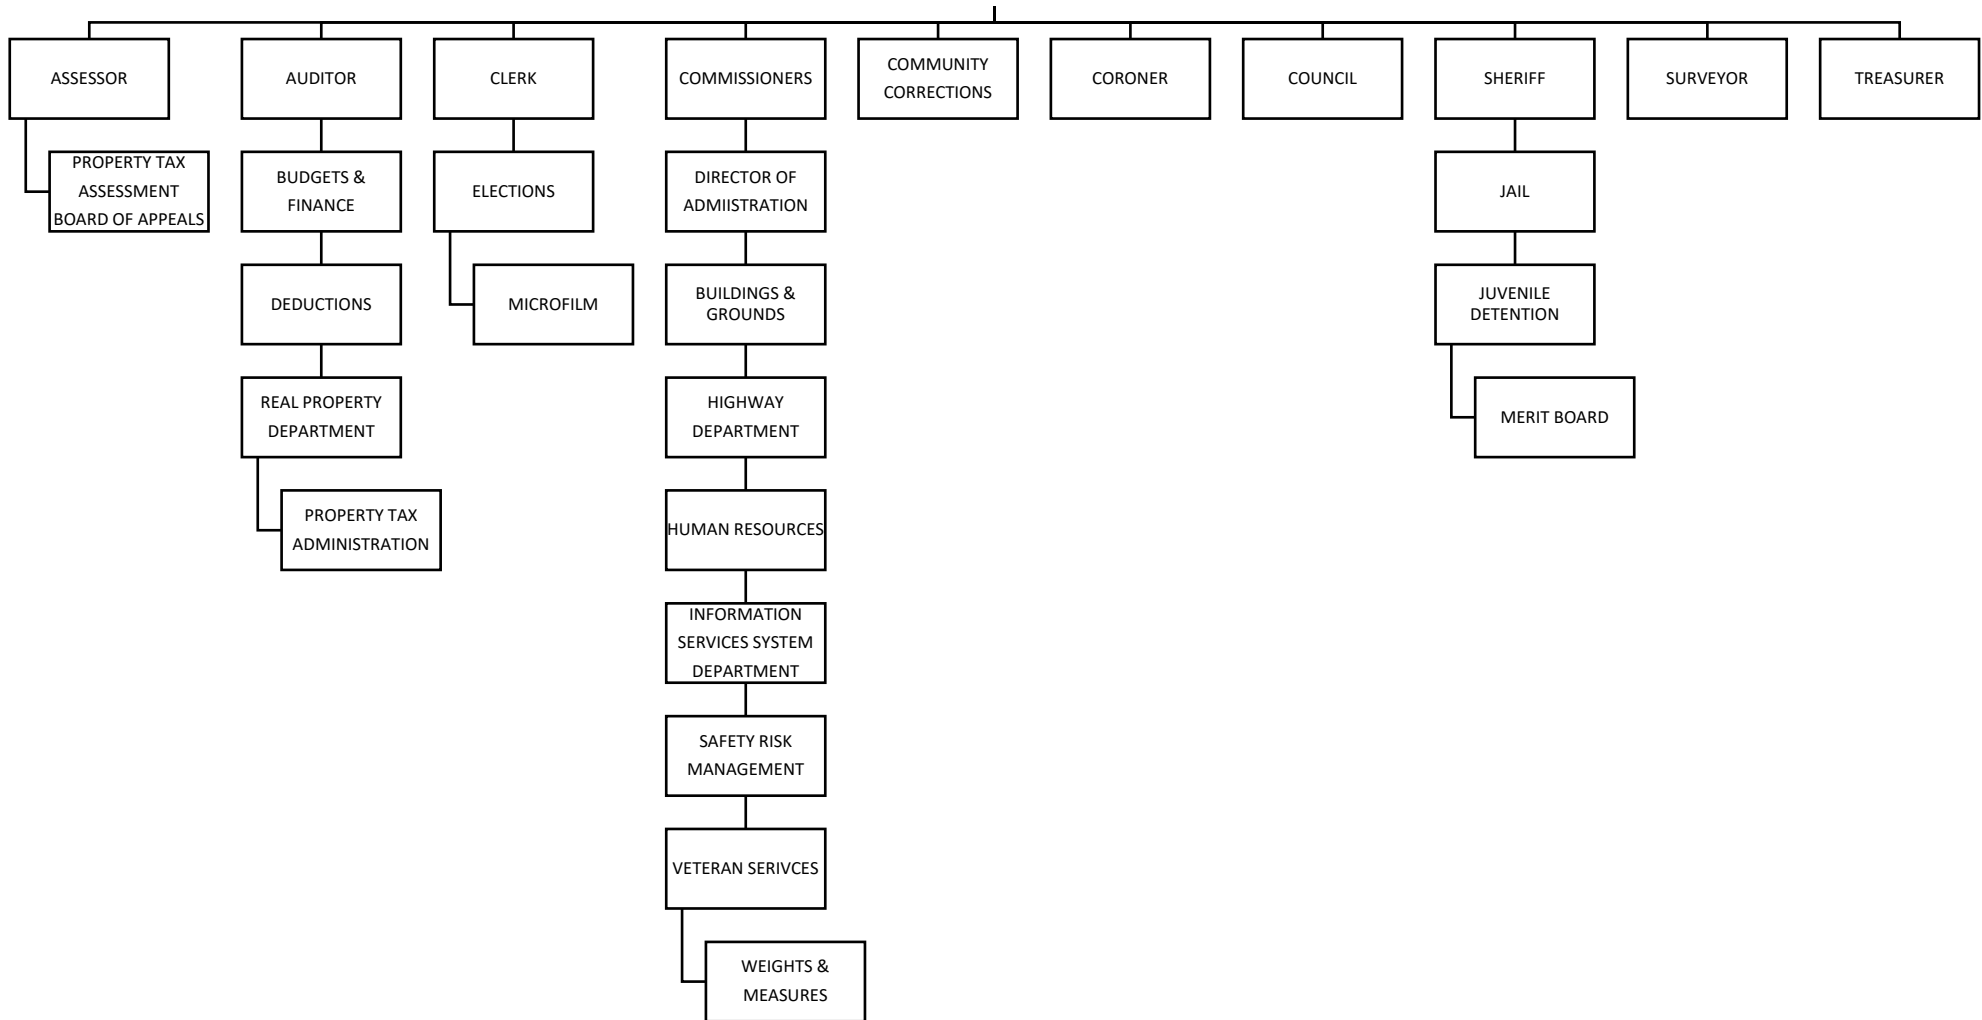 ASSESSOR
AUDITOR
CLERK
COMMISSIONERS
COMMUNITY
CORRECTIONS
CORONER
COUNCIL
SHERIFF
SURVEYOR
TREASURER
PROPERTY TAX
ASSESSMENT
BOARD OF APPEALS
BUDGETS &
FINANCE
ELECTIONS
DIRECTOR OF
ADMIISTRATION
JAIL
DEDUCTIONS
MICROFILM
BUILDINGS &
GROUNDS
JUVENILE
DETENTION
REAL PROPERTY
DEPARTMENT
HIGHWAY
DEPARTMENT
MERIT BOARD
PROPERTY TAX
ADMINISTRATION
HUMAN RESOURCES
INFORMATION
SERVICES SYSTEM
DEPARTMENT
SAFETY RISK
MANAGEMENT
VETERAN SERIVCES
WEIGHTS &
MEASURES